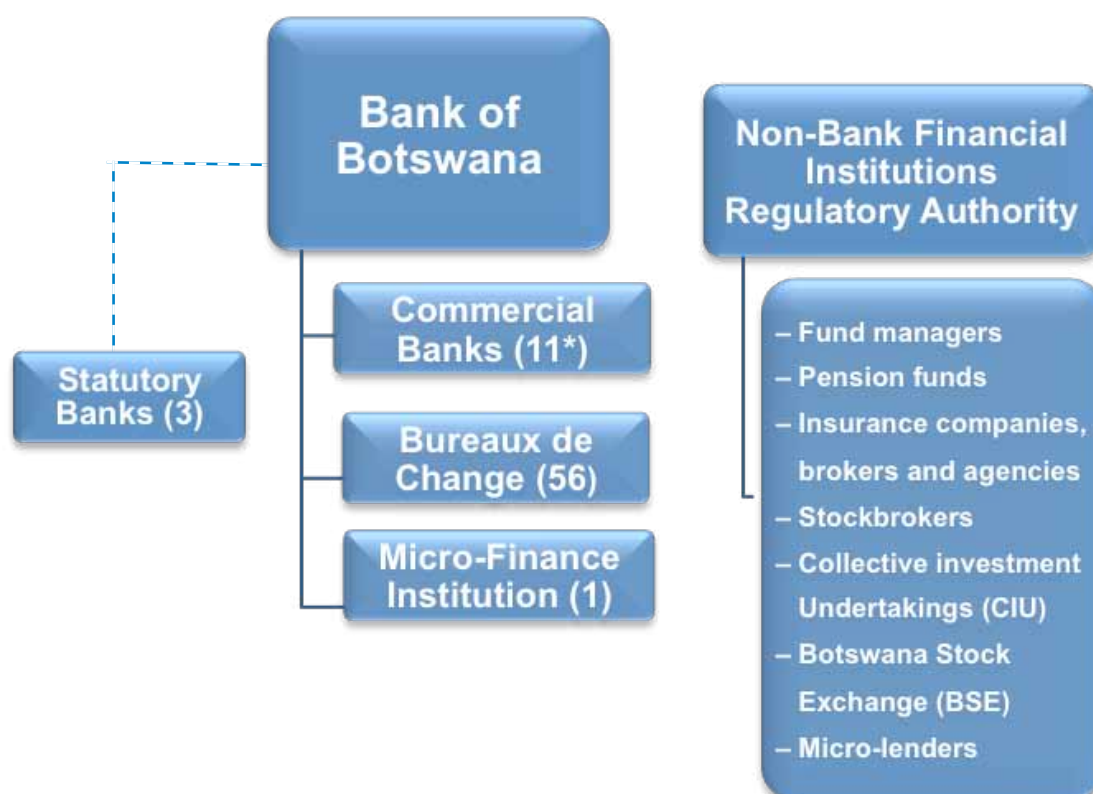 Bank of
Botswana
Statutory
Banks (3)
Commercial
Banks (11*)
Bureaux de
Change (56)
Micro-Finance
Institution (1)
Non-Bank Financial
Institutions
Regulatory Authority
– Fund managers
– Pension funds
– Insurance companies,
brokers and agencies
– Stockbrokers
– Collective investment
Undertakings (CIU)
– Botswana Stock
Exchange (BSE)
– Micro-lenders